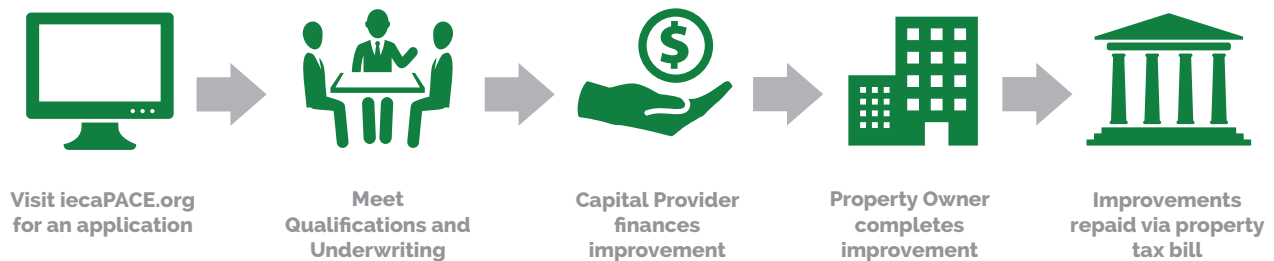 Visit iecaPACE.org
for an application
Meet
Qualifications and
Underwriting
Capital Provider
finances
improvement
Property Owner
completes
improvement
Improvements
repaid via property
tax bill
$